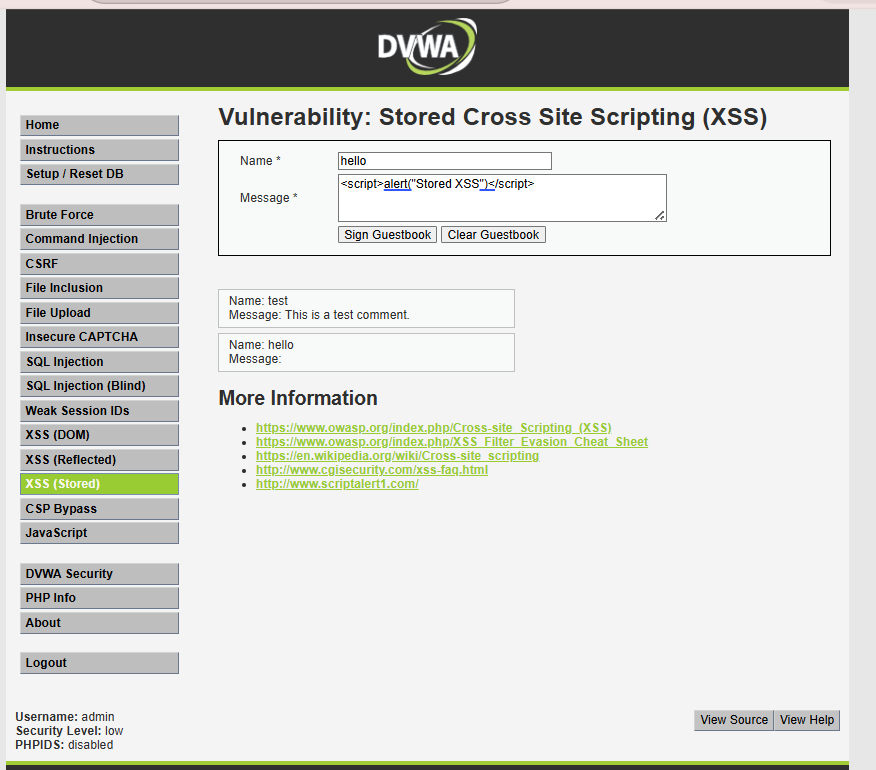 DVWA
Vulnerability: Stored Cross Site Scripting (XSS)
Home
Instructions
Setup / Reset DB
Brute Force
Command Injection
CSRF
File Inclusion
File Upload
Insecure CAPTCHA
SQL Injection
SQL Injection (Blind)
Weak Session IDs
XSS (DOM)
XSS (Reflected)
XSS (Stored)
CSP Bypass
JavaScript
DVWA Security
PHP Info
About
Logout
Name * hello
Message * <script>alert("Stored XSS")</script>
Sign Guestbook Clear Guestbook
Name: test
Message: This is a test comment.
Name: hello
Message:
More Information
https://www.owasp.org/index.php/Cross-site_Scripting_(XSS)
https://www.owasp.org/index.php/XSS_Filter_Evasion_Cheat_Sheet
https://en.wikipedia.org/wiki/Cross-site_scripting
http://www.cgisecurity.com/xss-faq.html
http://www.scriptalert1.com/
Username: admin
Security Level: low
PHPIDS: disabled
View Source View Help